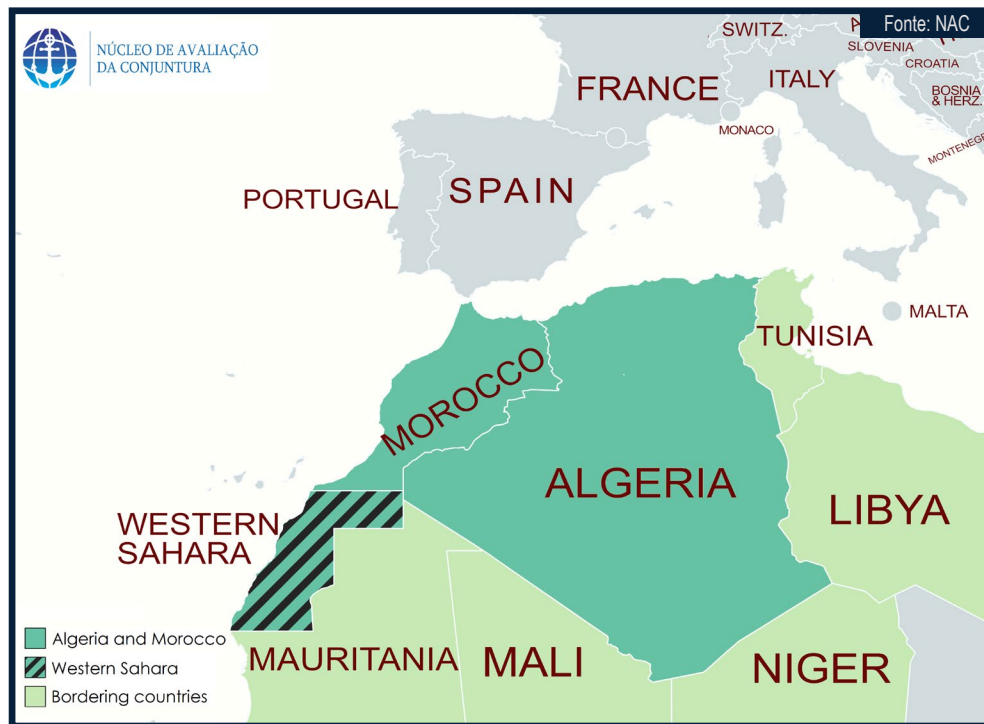 Fonte: NAC
NÚCLEO DE AVALIAÇÃO
DA CONJUNTURA
SWITZ.
SLOVENIA
CROATIA
FRANCE
ITALY
BOSNIA
& HERZ.
MONACO
MONTENEGR
PORTUGAL
SPAIN
MALTA
TUNISIA
MOROCCO
ALGERIA
LIBYA
WESTERN
SAHARA
MAURITANIA
MALI
NIGER
Algeria and Morocco
Western Sahara
Bordering countries